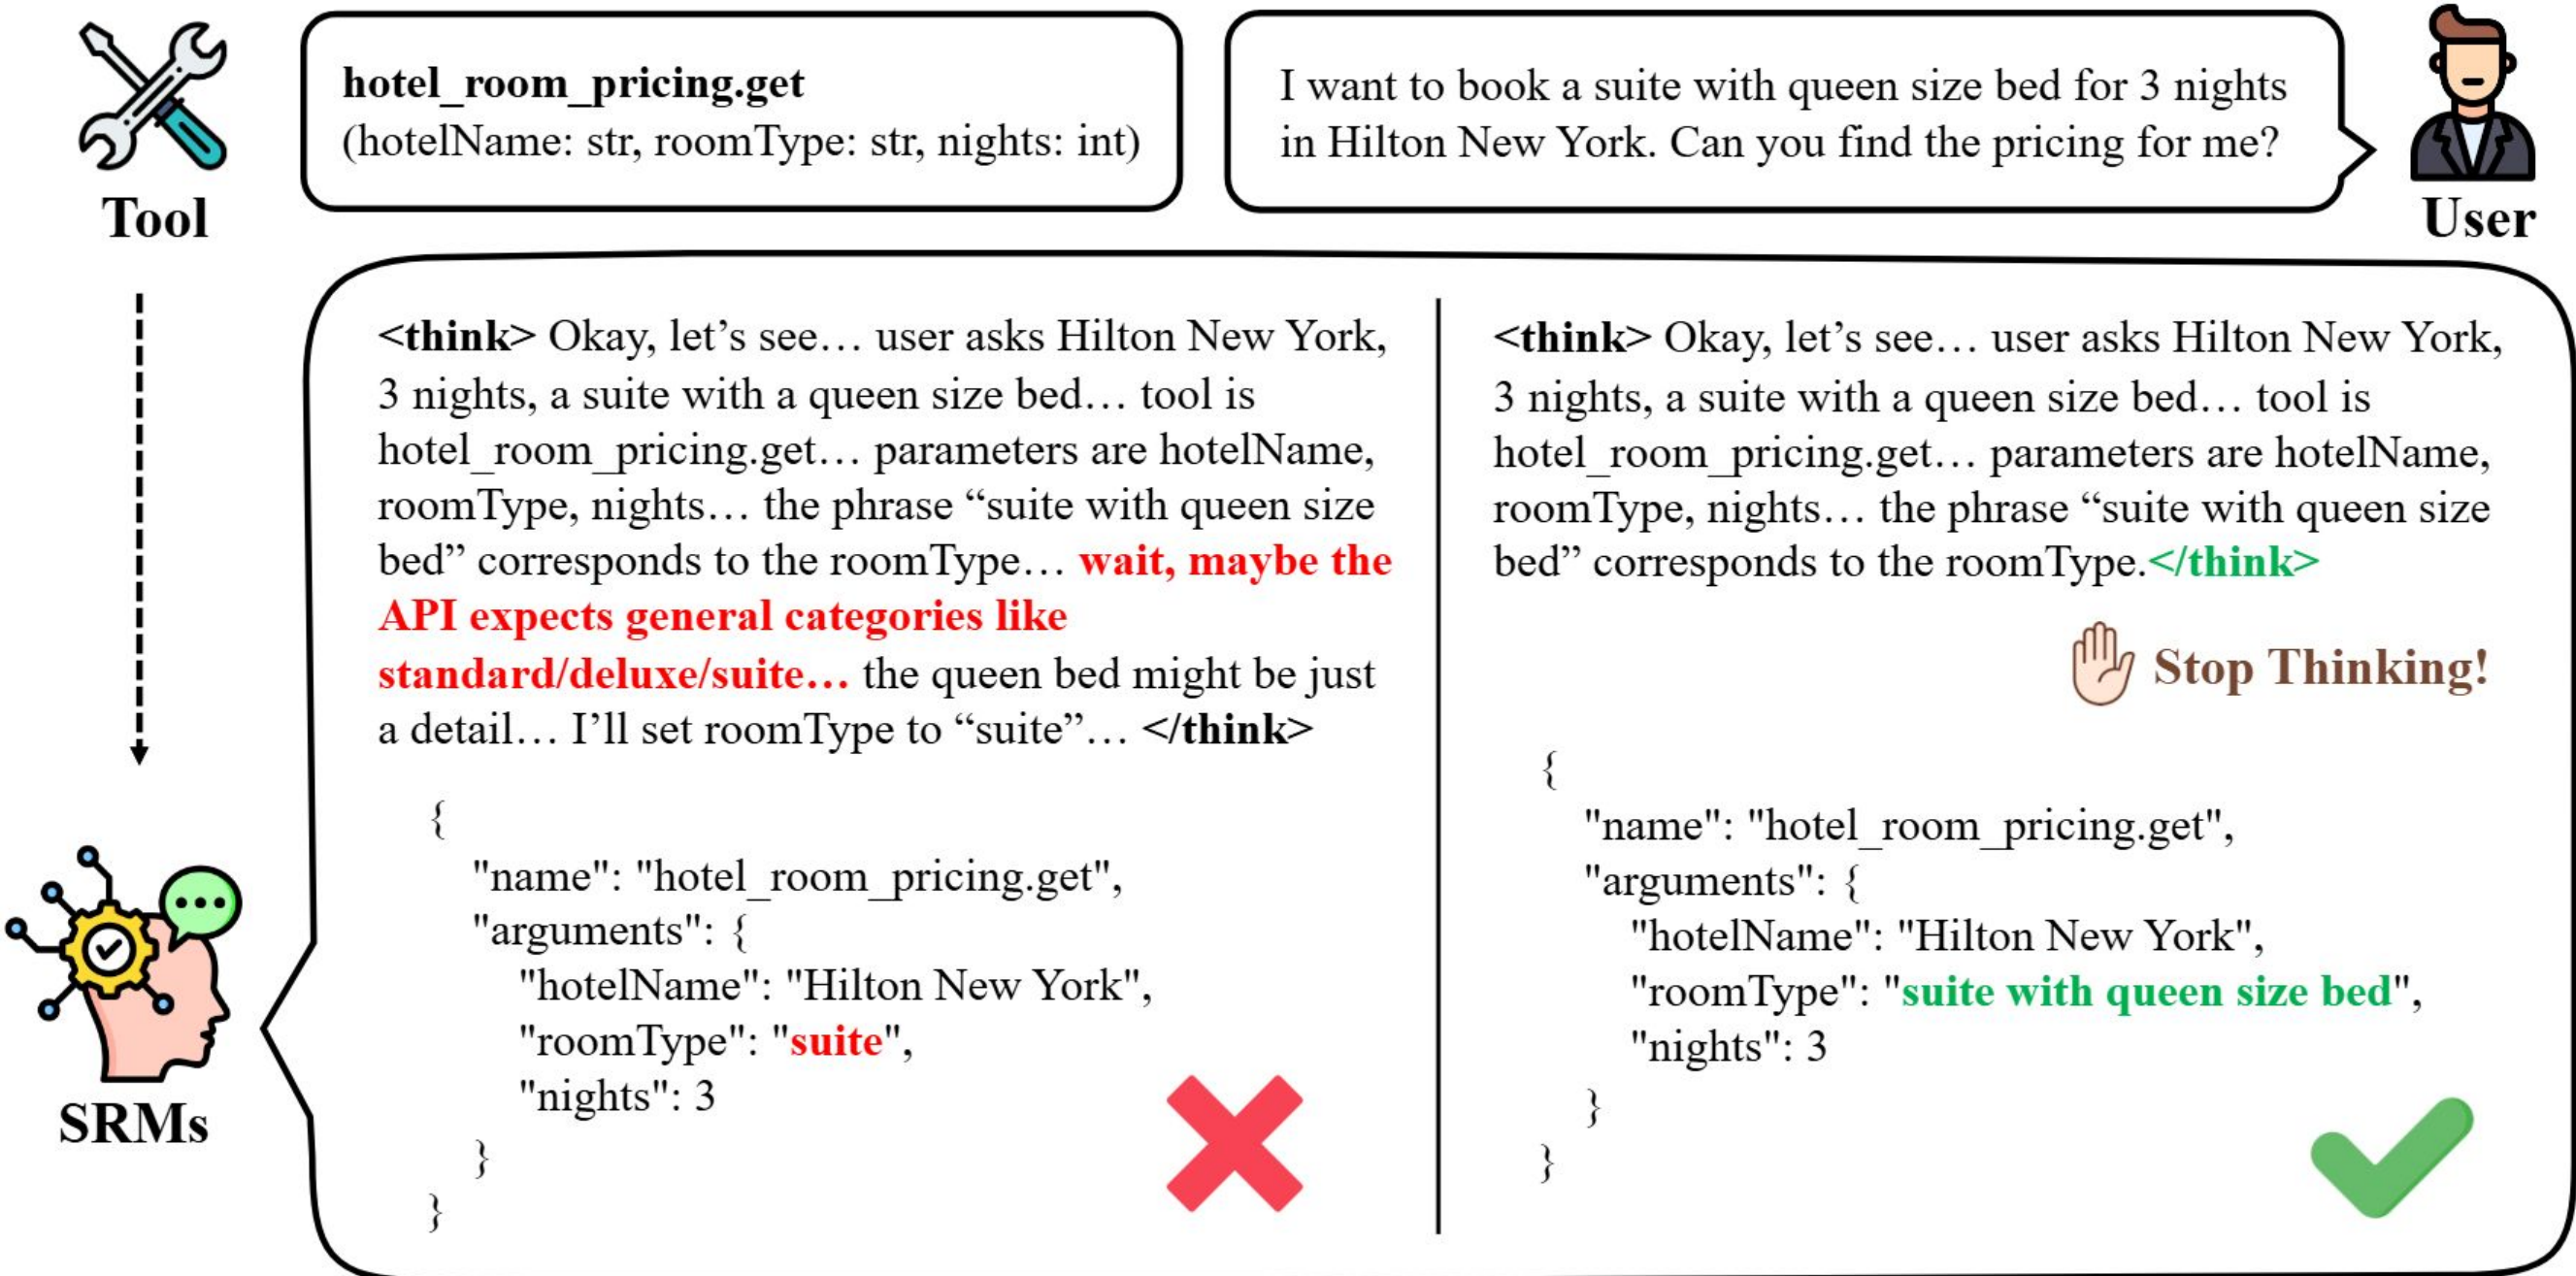 hotel_room_pricing.get
(hotelName: str, roomType: str, nights: int)
Tool
I want to book a suite with queen size bed for 3 nights
in Hilton New York. Can you find the pricing for me?
User
<think> Okay, let’s see… user asks Hilton New York,
3 nights, a suite with a queen size bed… tool is
hotel_room_pricing.get… parameters are hotelName,
roomType, nights… the phrase “suite with queen size
bed” corresponds to the roomType… wait, maybe the
API expects general categories like
standard/deluxe/suite… the queen bed might be just
a detail… I’ll set roomType to “suite”… </think>
{
"name": "hotel_room_pricing.get",
"arguments": {
"hotelName": "Hilton New York",
"roomType": "suite",
"nights": 3
}
}
<think> Okay, let’s see… user asks Hilton New York,
3 nights, a suite with a queen size bed… tool is
hotel_room_pricing.get… parameters are hotelName,
roomType, nights… the phrase “suite with queen size
bed” corresponds to the roomType.</think>
Stop Thinking!
{
"name": "hotel_room_pricing.get",
"arguments": {
"hotelName": "Hilton New York",
"roomType": "suite with queen size bed",
"nights": 3
}
}
SRMs